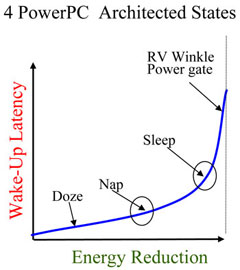 4 PowerPC Architected States
RV Winkle
Power gate
Sleep
Nap
Doze
Wake-Up Latency
Energy Reduction